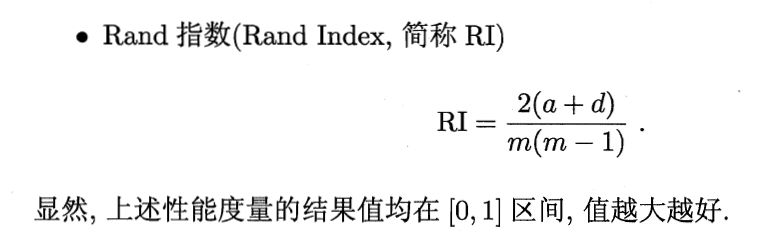 • Rand 指数(Rand Index, 简称 RI)
RI = \frac{2(a + d)}{m(m - 1)} .
显然, 上述性能度量的结果值均在 [0,1] 区间, 值越大越好.